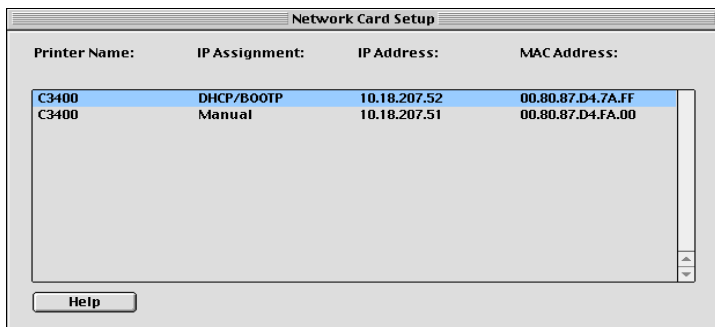 Network Card Setup
Printer Name: IP Assignment: IP Address: MAC Address:
C3400 DHCP/BOOTP 10.18.207.52 00.80.87.D4.7A.FF
C3400 Manual 10.18.207.51 00.80.87.D4.FA.00
Help